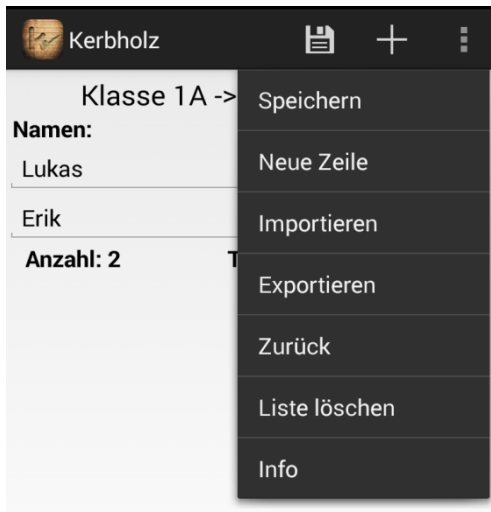 Kerbholz
Klasse 1A ->
Namen:
Lukas
Erik
Anzahl: 2 T
Speichern
Neue Zeile
Importieren
Exportieren
Zurück
Liste löschen
Info